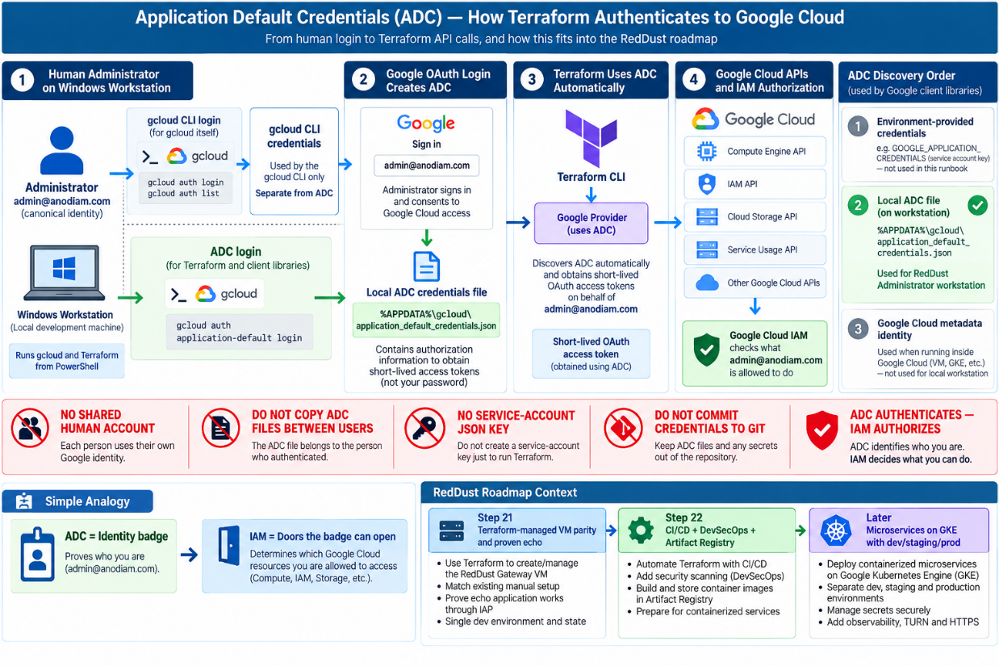 Application Default Credentials (ADC) — How Terraform Authenticates to Google Cloud
From human login to Terraform API calls, and how this fits into the RedDust roadmap
1
Human Administrator
on Windows Workstation
Administrator
admin@anodiam.com
(canonical identity)
gcloud CLI login
(for gcloud itself)
gcloud
gcloud auth login
gcloud auth list
gcloud CLI
credentials
Used by the
gcloud CLI only
Separate from ADC
Windows Workstation
(Local development machine)
Runs gcloud and Terraform
from PowerShell
ADC login
(for Terraform and client libraries)
gcloud
gcloud auth
application-default login
2
Google OAuth Login
Creates ADC
Google
Sign in
admin@anodiam.com
Administrator signs in
and consents to
Google Cloud access
Local ADC credentials file
%APPDATA%\gcloud\
application_default_credentials.json
Contains authorization
information to obtain
short-lived access tokens
(not your password)
3
Terraform Uses ADC
Automatically
Terraform CLI
Google Provider
(uses ADC)
Discovers ADC automatically
and obtains short-lived
OAuth access tokens
on behalf of
admin@anodiam.com
Short-lived OAuth
access token
(obtained using ADC)
4
Google Cloud APIs
and IAM Authorization
Google Cloud
Compute Engine API
IAM API
Cloud Storage API
Service Usage API
Other Google Cloud APIs
Google Cloud IAM
checks what
admin@anodiam.com
is allowed to do
ADC Discovery Order
(used by Google client libraries)
1
Environment-provided
credentials
e.g. GOOGLE_APPLICATION_
CREDENTIALS (service account key)
— not used in this runbook
2
Local ADC file
(on workstation)
%APPDATA%\gcloud\
application_default_
credentials.json
Used for RedDust
Administrator workstation
3
Google Cloud metadata
identity
Used when running inside
Google Cloud (VM, GKE, etc.)
— not used for local workstation
NO SHARED
HUMAN ACCOUNT
Each person uses their own
Google identity.
DO NOT COPY ADC
FILES BETWEEN USERS
The ADC file belongs to the person
who authenticated.
NO SERVICE-ACCOUNT
JSON KEY
Do not create a service-account
key just to run Terraform.
DO NOT COMMIT
CREDENTIALS TO GIT
Keep ADC files and any secrets
out of the repository.
ADC AUTHENTICATES —
IAM AUTHORIZES
ADC identifies who you are.
IAM decides what you can do.
Simple Analogy
ADC = Identity badge
Proves who you are
(admin@anodiam.com).
IAM = Doors the badge can open
Determines which Google Cloud
resources you are allowed to access
(Compute, IAM, Storage, etc.).
RedDust Roadmap Context
Step 21
Terraform-managed VM parity
and proven echo
• Use Terraform to create/manage
the RedDust Gateway VM
• Match existing manual setup
• Prove echo application works
through IAP
• Single dev environment and state
Step 22
CI/CD + DevSecOps +
Artifact Registry
• Automate Terraform with CI/CD
• Add security scanning (DevSecOps)
• Build and store container images
in Artifact Registry
• Prepare for containerized services
Later
Microservices on GKE
with dev/staging/prod
• Deploy containerized microservices
on Google Kubernetes Engine (GKE)
• Separate dev, staging and production
environments
• Manage secrets securely
• Add observability, TURN and HTTPS